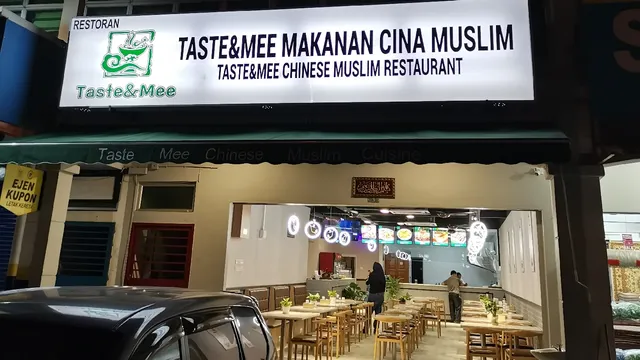 RESTORAN
Taste&Mee
TASTE&MEE MAKANAN CINA MUSLIM
TASTE&MEE CHINESE MUSLIM RESTAURANT
Taste Mee Chinese Muslim Cuisine
EJEN
KUPON